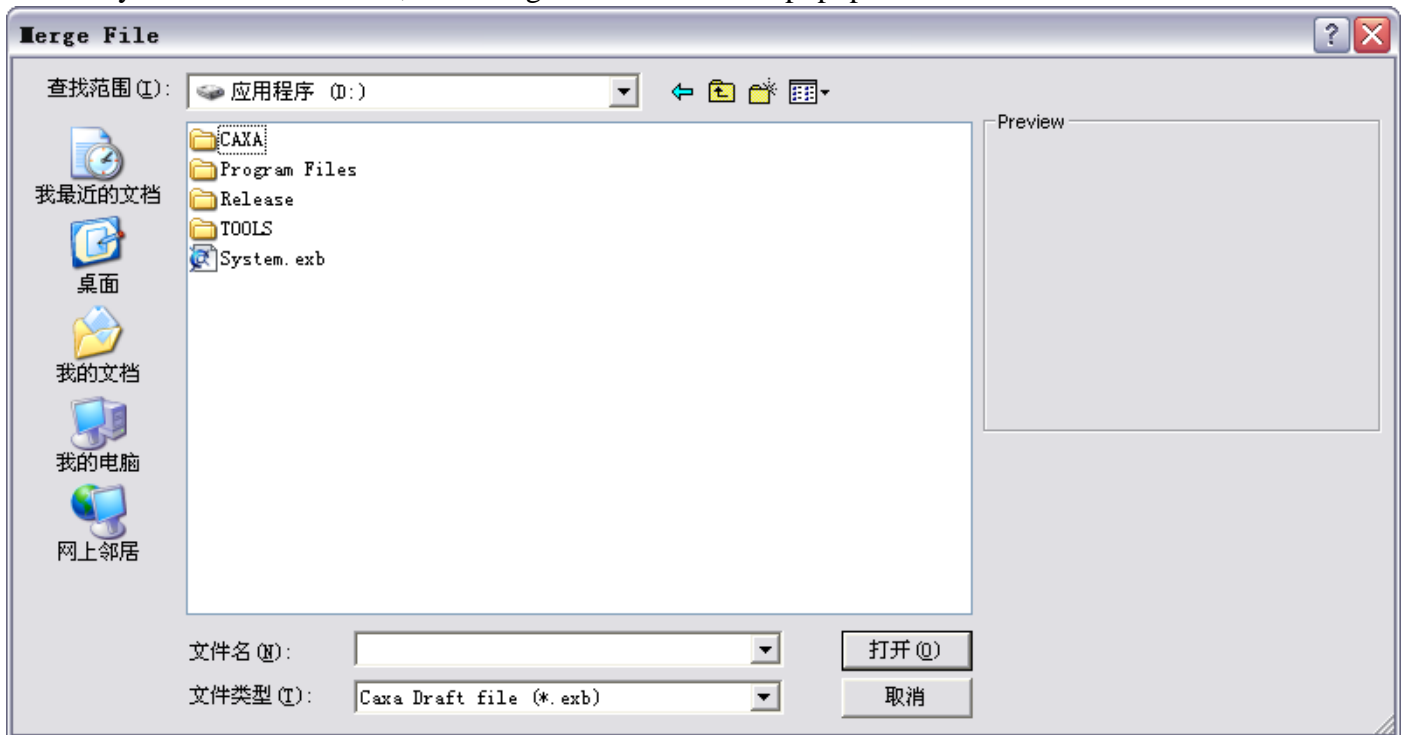 Merge File
查找范围(I):
应用程序 (D:)
Preview
CAXA
Program Files
Release
TOOLS
System.exb
我最近的文档
桌面
我的文档
我的电脑
网上邻居
文件名(N):
打开(O)
文件类型(T):
Caxa Draft file (*.exb)
取消